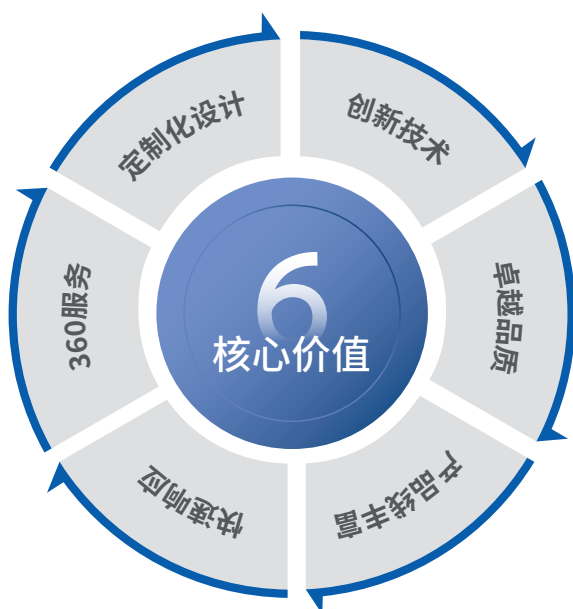 6
核心价值
创新技术
卓越品质
产品线丰富
快速响应
360服务
定制化设计